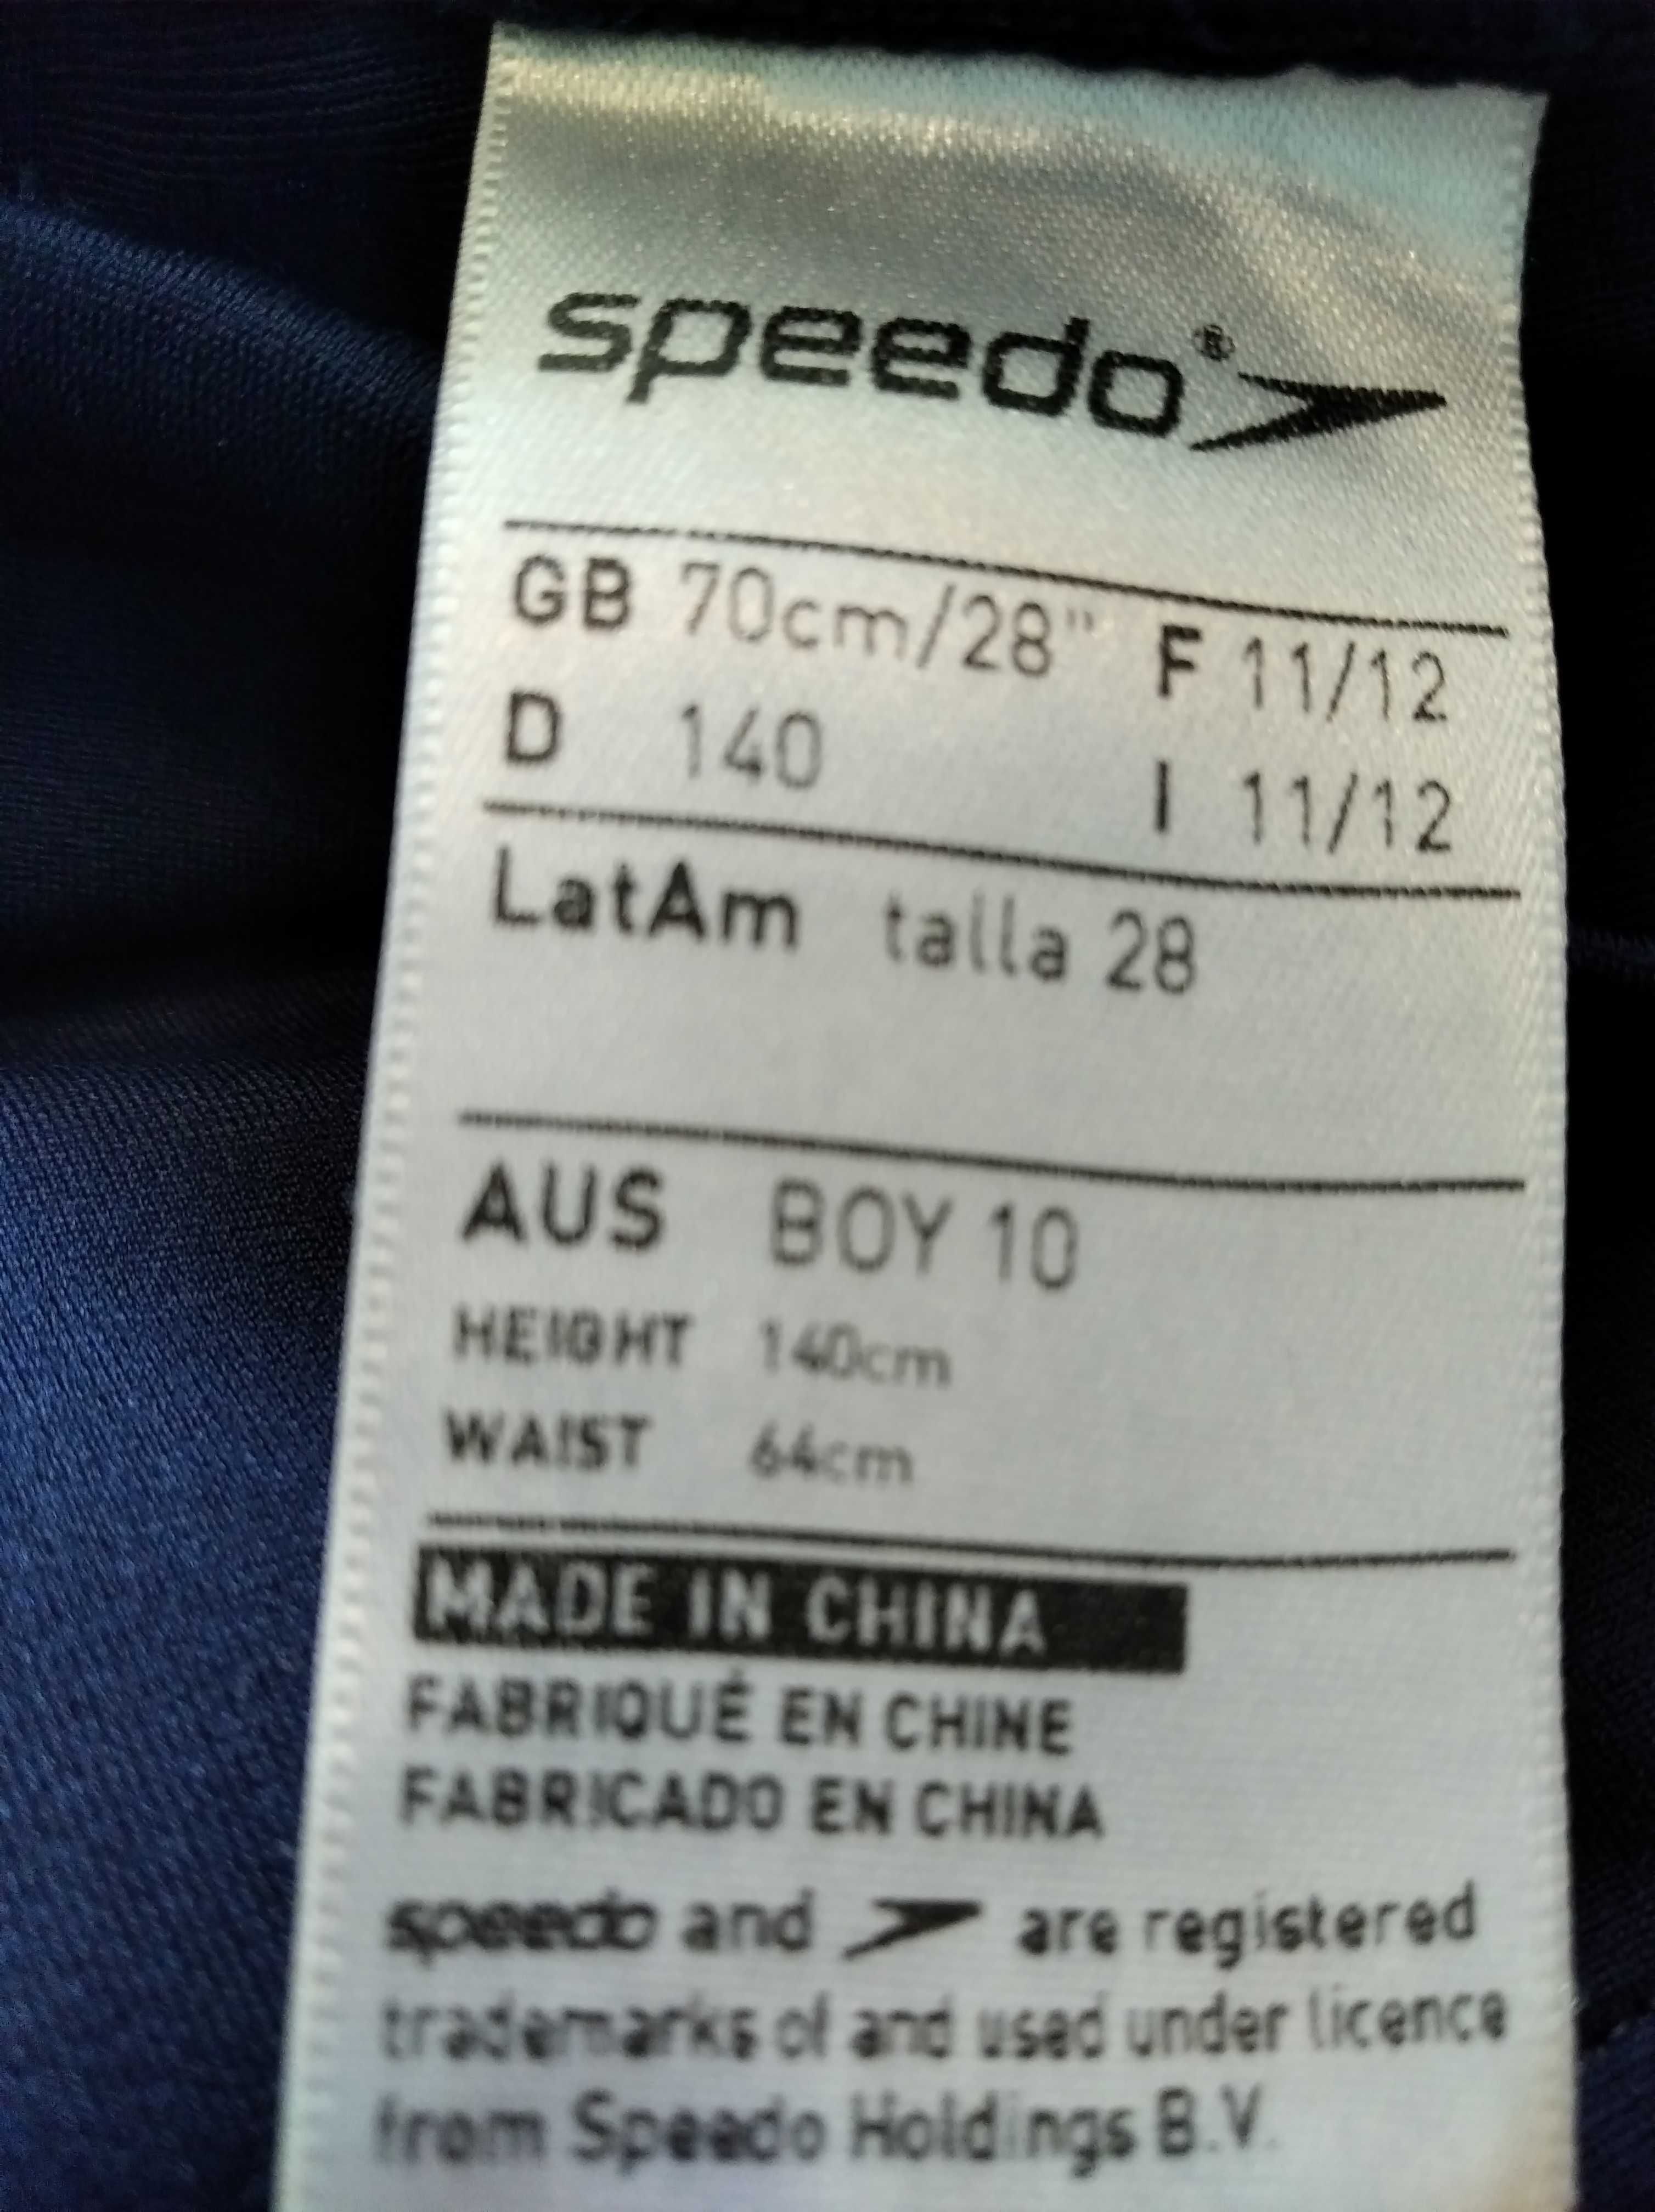 speedo®
GB 70cm/28" F 11/12
D 140 I 11/12
LatAm talla 28
AUS BOY 10
HEIGHT 140cm
WAIST 64cm
MADE IN CHINA
FABRIQUÉ EN CHINE
FABRICADO EN CHINA
speedo and are registered
trademarks of and used under licence
from Speedo Holdings B.V.